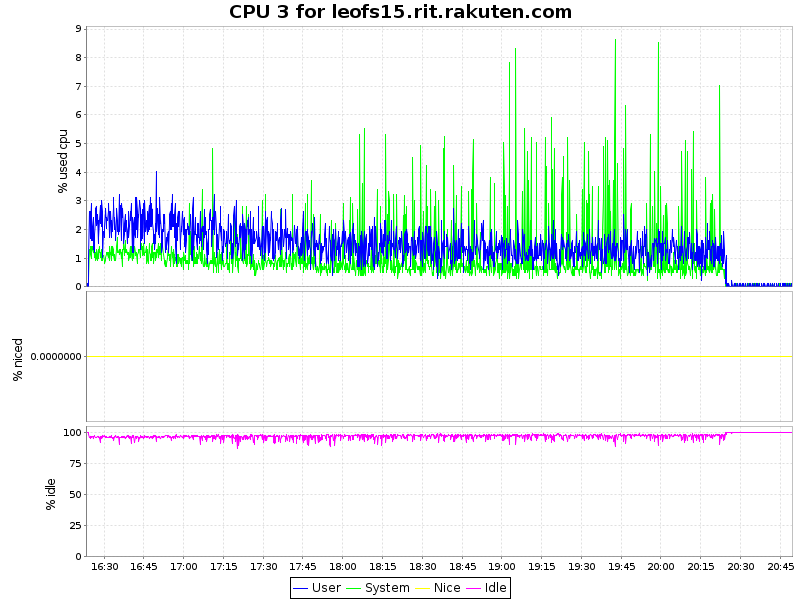 CPU 3 for leofs15.rit.rakuten.com
% used cpu
9
8
7
6
5
4
3
2
1
0
% niced
0.0000000
% idle
100
75
50
25
0
16:30 16:45 17:00 17:15 17:30 17:45 18:00 18:15 18:30 18:45 19:00 19:15 19:30 19:45 20:00 20:15 20:30 20:45
User System Nice Idle